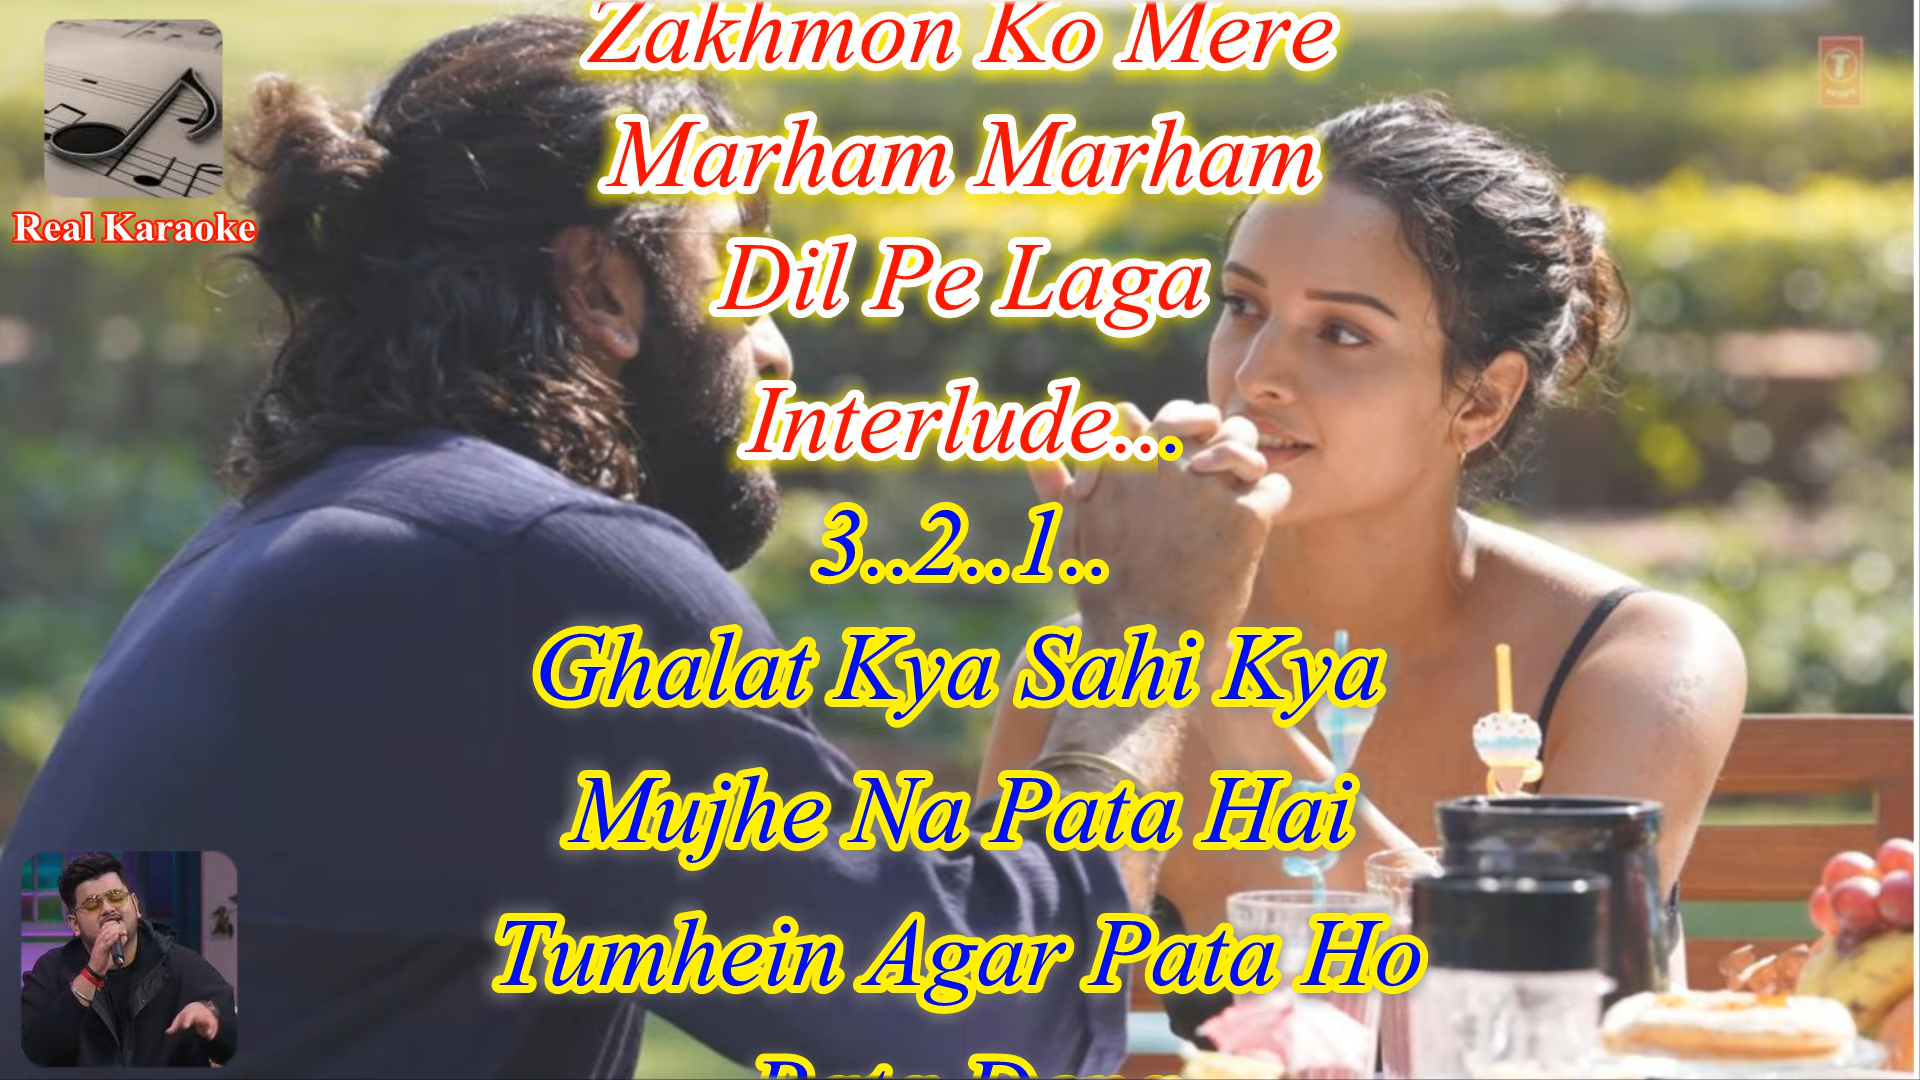 Zakhmon Ko Mere
Marham Marham
Dil Pe Laga
Interlude...
3..2..1..
Ghalat Kya Sahi Kya
Mujhe Na Pata Hai
Tumhein Agar Pata Ho
Real Karaoke
T